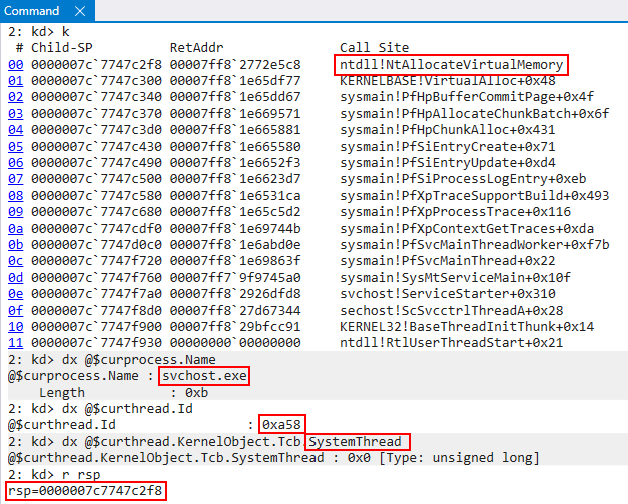 Command ✕
2: kd> k
# Child-SP RetAddr Call Site
00 0000007c`7747c2f8 00007ff8`2772e5c8 ntdll!NtAllocateVirtualMemory
01 0000007c`7747c300 00007ff8`1e65df77 KERNELBASE!VirtualAlloc+0x48
02 0000007c`7747c340 00007ff8`1e65dd67 sysmain!PfHpBufferCommitPage+0x4f
03 0000007c`7747c370 00007ff8`1e669571 sysmain!PfHpAllocateChunkBatch+0x6f
04 0000007c`7747c3d0 00007ff8`1e665881 sysmain!PfHpChunkAlloc+0x431
05 0000007c`7747c430 00007ff8`1e665580 sysmain!PfSiEntryCreate+0x71
06 0000007c`7747c490 00007ff8`1e6652f3 sysmain!PfSiEntryUpdate+0xd4
07 0000007c`7747c500 00007ff8`1e6623d7 sysmain!PfSiProcessLogEntry+0xeb
08 0000007c`7747c580 00007ff8`1e6531ca sysmain!PfXpTraceSupportBuild+0x493
09 0000007c`7747c680 00007ff8`1e65c5d2 sysmain!PfXpProcessTrace+0x116
0a 0000007c`7747cdf0 00007ff8`1e69744b sysmain!PfXpContextGetTraces+0xda
0b 0000007c`7747d0c0 00007ff8`1e6abd0e sysmain!PfSvcMainThreadWorker+0xf7b
0c 0000007c`7747f720 00007ff8`1e69863f sysmain!PfSvcMainThread+0x22
0d 0000007c`7747f760 00007ff7`9f9745a0 sysmain!SysMtServiceMain+0x10f
0e 0000007c`7747f7a0 00007ff8`2926dfd8 svchost!ServiceStarter+0x310
0f 0000007c`7747f8d0 00007ff8`27d67344 sechost!ScSvcctrlThreadA+0x28
10 0000007c`7747f900 00007ff8`29bfcc91 KERNEL32!BaseThreadInitThunk+0x14
11 0000007c`7747f930 00000000`00000000 ntdll!RtlUserThreadStart+0x21
2: kd> dx @$curprocess.Name
@$curprocess.Name : svchost.exe
Length : 0xb
2: kd> dx @$curthread.Id
@$curthread.Id : 0xa58
2: kd> dx @$curthread.KernelObject.Tcb.SystemThread
@$curthread.KernelObject.Tcb.SystemThread : 0x0 [Type: unsigned long]
2: kd> r rsp
rsp=0000007c7747c2f8